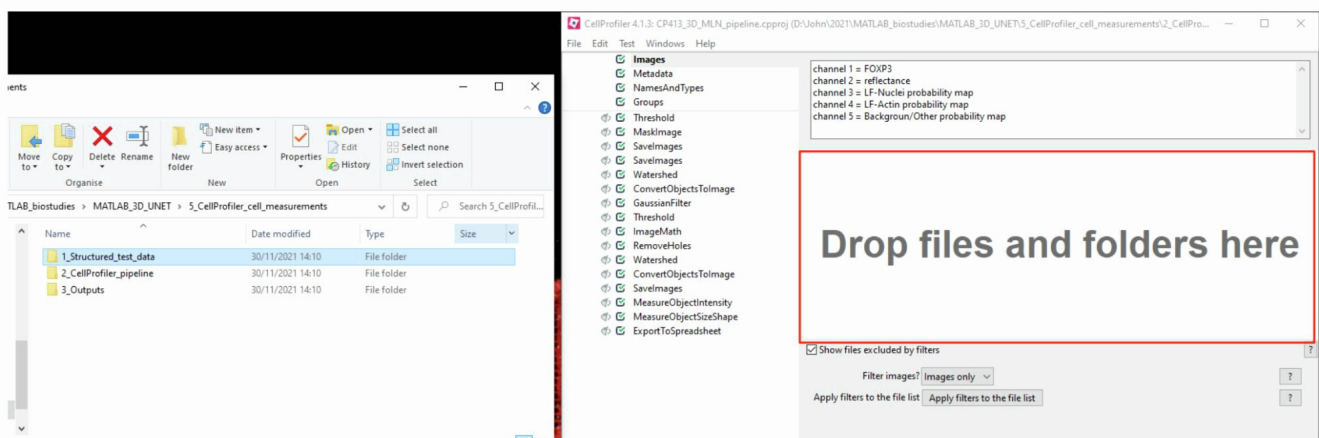 ents
Move to
Copy to
Delete
Rename
New folder
New item
Easy access
Properties
Open
Edit
History
Select all
Select none
Invert selection
Organise
New
Open
Select
TLAB_biostudies > MATLAB_3D_UNET > 5_CellProfiler_cell_measurements
Search 5_CellProfil...
Name Date modified Type Size
1_Structured_test_data 30/11/2021 14:10 File folder
2_CellProfiler_pipeline 30/11/2021 14:10 File folder
3_Outputs 30/11/2021 14:10 File folder
CellProfiler 4.1.3: CP413_3D_MLN_pipeline.cpproj (D:\John\2021\MATLAB_biostudies\MATLAB_3D_UNET\5_CellProfiler_cell_measurements\2_CellPro...
File Edit Test Windows Help
Images
Metadata
NamesAndTypes
Groups
Threshold
MaskImage
SaveImages
SaveImages
Watershed
ConvertObjectsToImage
GaussianFilter
Threshold
ImageMath
RemoveHoles
Watershed
ConvertObjectsToImage
SaveImages
MeasureObjectIntensity
MeasureObjectSizeShape
ExportToSpreadsheet
channel 1 = FOXP3
channel 2 = reflectance
channel 3 = LF-Nuclei probability map
channel 4 = LF-Actin probability map
channel 5 = Backgroun/Other probability map
Drop files and folders here
Show files excluded by filters ?
Filter images? Images only ?
Apply filters to the file list Apply filters to the file list ?